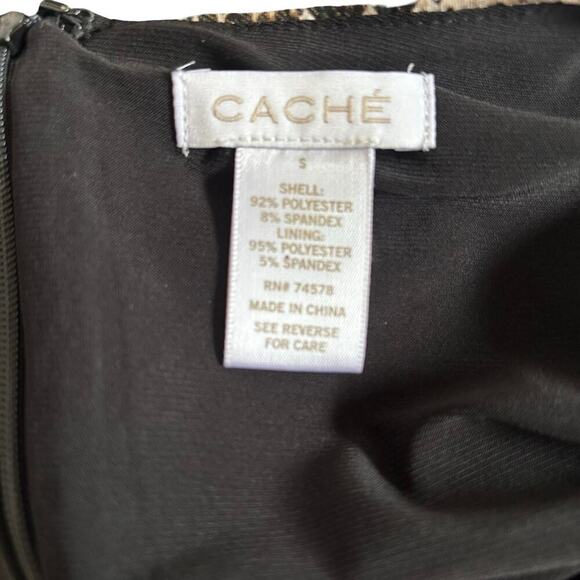 CACHÉ
S
SHELL:
92% POLYESTER
8% SPANDEX
LINING:
95% POLYESTER
5% SPANDEX
RN# 74578
MADE IN CHINA
SEE REVERSE
FOR CARE